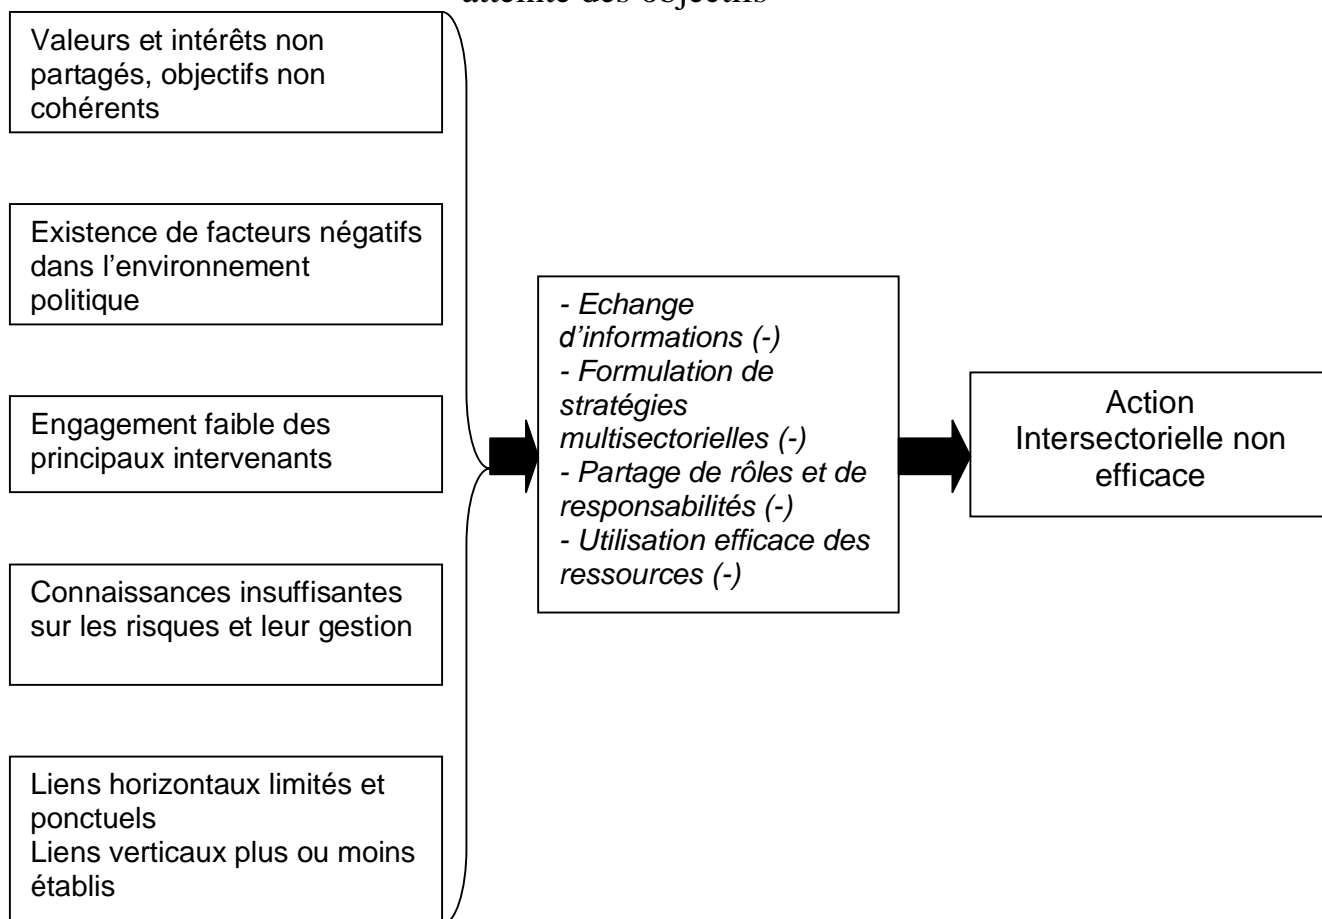 atteinte des objectifs
Valeurs et intérêts non
partagés, objectifs non
cohérents
Existence de facteurs négatifs
dans l’environnement
politique
Engagement faible des
principaux intervenants
Connaissances insuffisantes
sur les risques et leur gestion
Liens horizontaux limités et
ponctuels
Liens verticaux plus ou moins
établis
- Echange
d’informations (-)
- Formulation de
stratégies
multisectorielles (-)
- Partage de rôles et de
responsabilités (-)
- Utilisation efficace des
ressources (-)
Action
Intersectorielle non
efficace